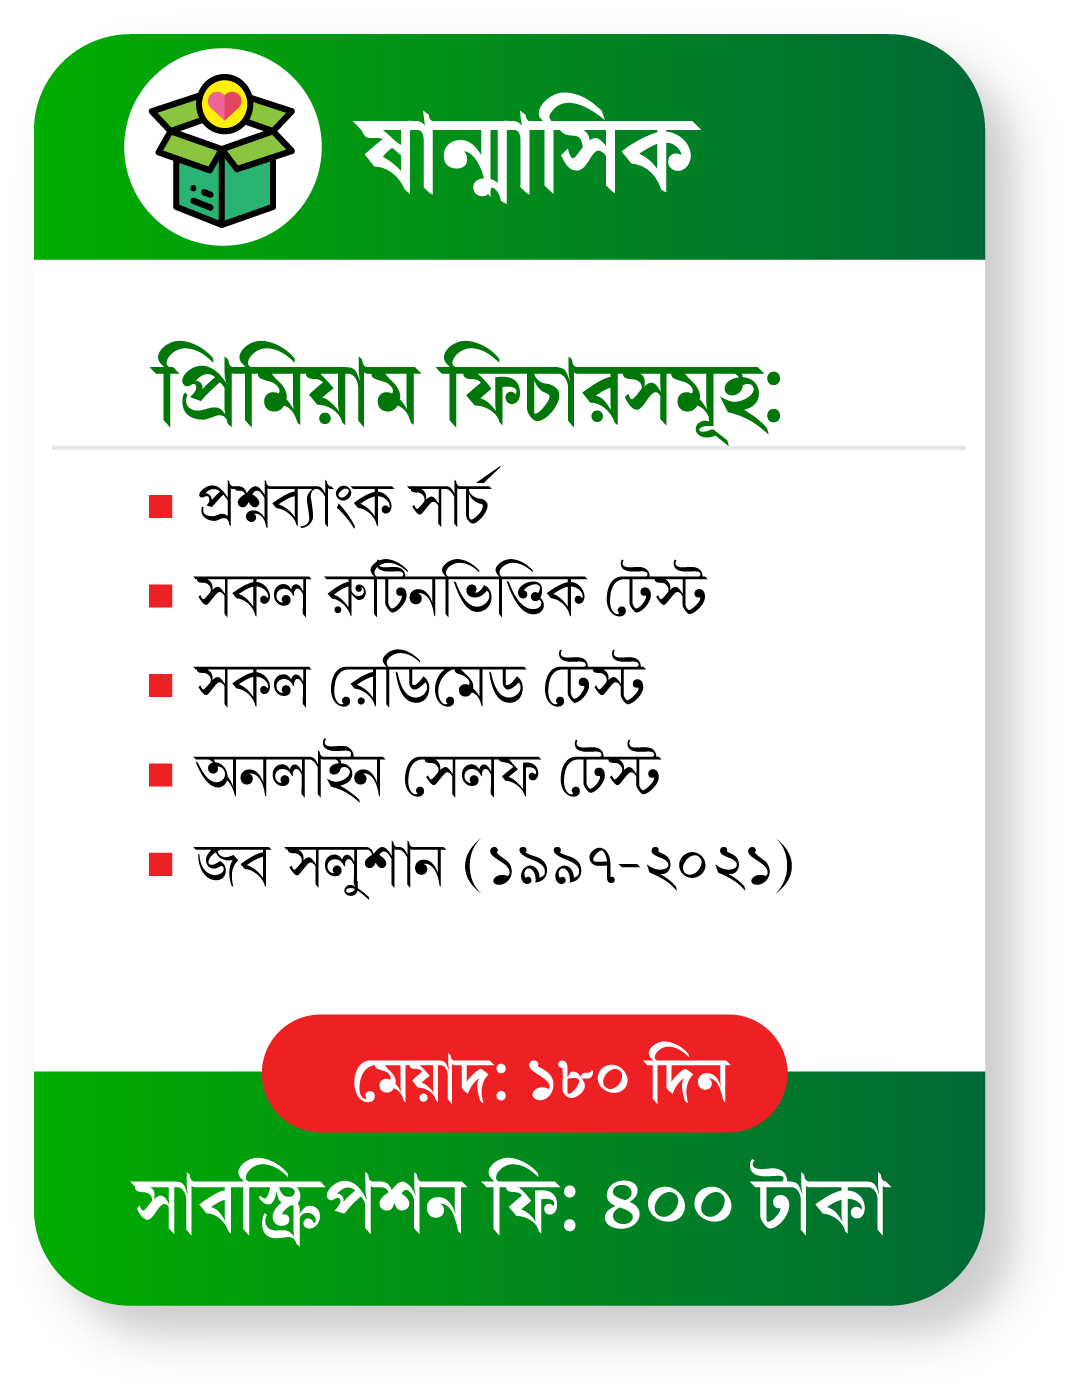 ষান্মাসিক
প্রিমিয়াম ফিচারসমূহ:
প্রশ্নব্যাংক সার্চ
সকল রুটিনভিত্তিক টেস্ট
সকল রেডিমেড টেস্ট
অনলাইন সেলফ টেস্ট
জব সলুশান (১৯৯৭-২০২১)
মেয়াদ: ১৮০ দিন
সাবস্ক্রিপশন ফি: ৪০০ টাকা